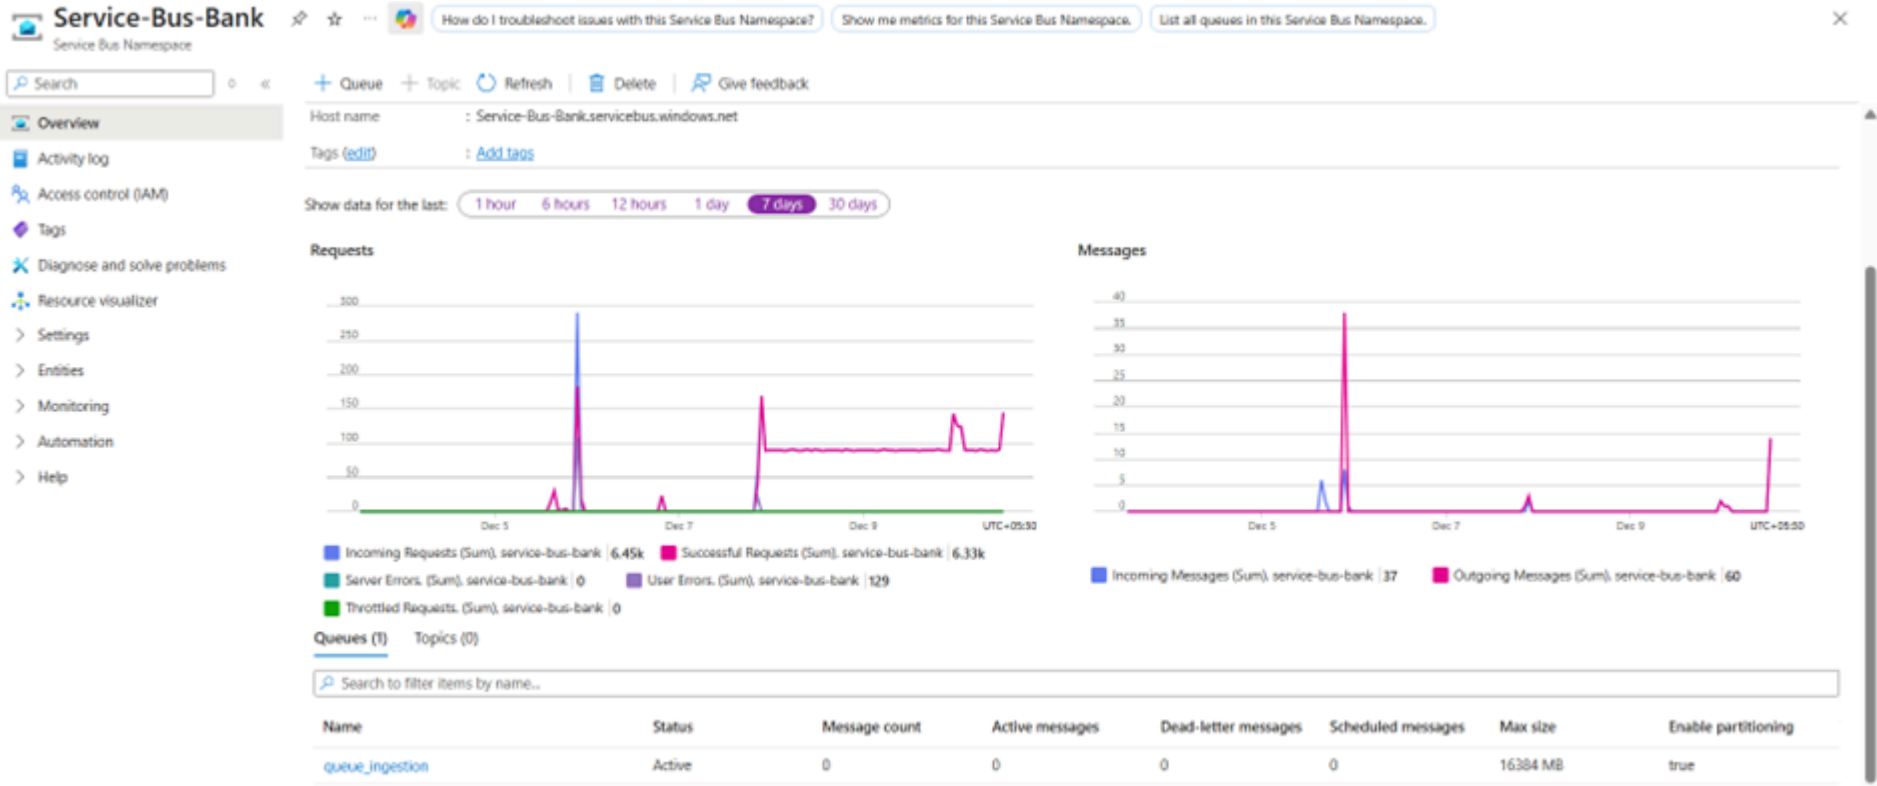 Service-Bus-Bank
Service Bus Namespace
How do I troubleshoot issues with this Service Bus Namespace?
Show me metrics for this Service Bus Namespace.
List all queues in this Service Bus Namespace.
Search
Queue
Topic
Refresh
Delete
Give feedback
Overview
Activity log
Access control (IAM)
Tags
Diagnose and solve problems
Resource visualizer
Settings
Entities
Monitoring
Automation
Help
Host name : Service-Bus-Bank.servicebus.windows.net
Tags (edit) : Add tags
Show data for the last: 1 hour 6 hours 12 hours 1 day 7 days 30 days
Requests
300
250
200
150
100
50
0
Dec 5 Dec 7 Dec 9 UTC+05:30
Incoming Requests (Sum), service-bus-bank 6.45k
Successful Requests (Sum), service-bus-bank 6.33k
Server Errors. (Sum), service-bus-bank 0
User Errors. (Sum), service-bus-bank 129
Throttled Requests. (Sum), service-bus-bank 0
Messages
40
35
30
25
20
15
10
5
0
Dec 5 Dec 7 Dec 9 UTC+05:30
Incoming Messages (Sum), service-bus-bank 37
Outgoing Messages (Sum), service-bus-bank 60
Queues (1) Topics (0)
Search to filter items by name...
Name Status Message count Active messages Dead-letter messages Scheduled messages Max size Enable partitioning
queue_ingestion Active 0 0 0 0 16384 MB true